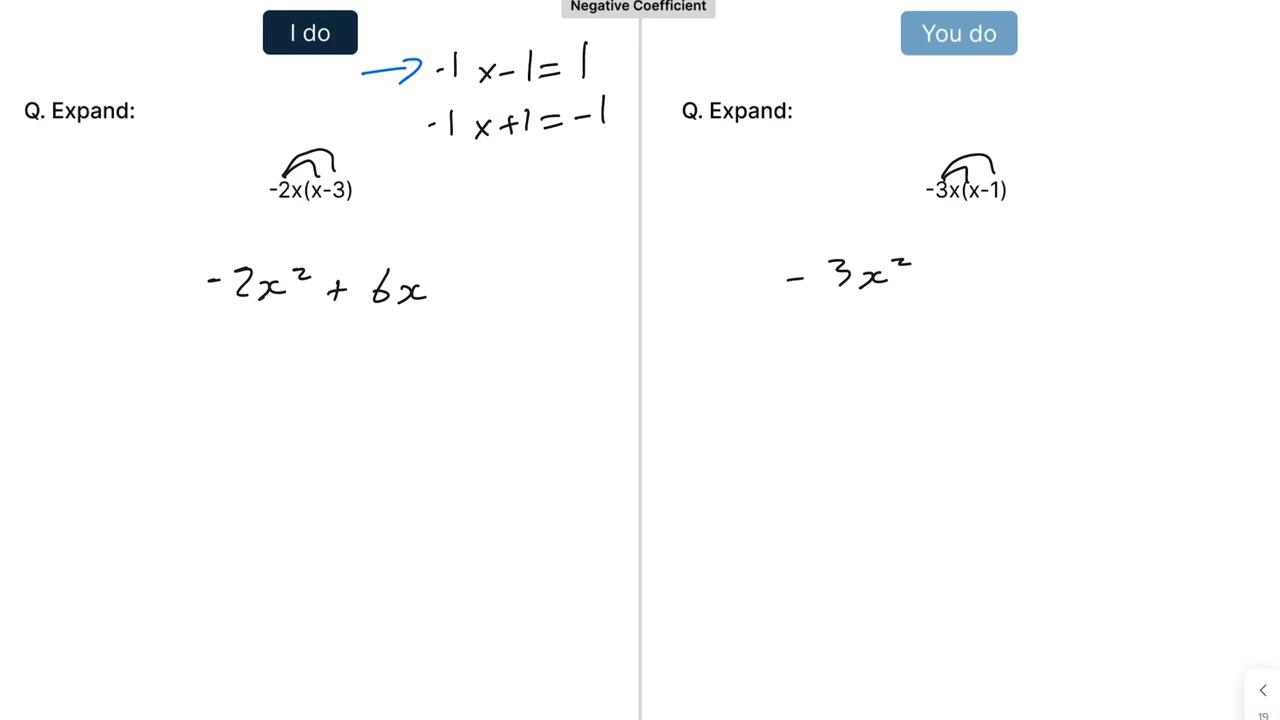 Negative Coefficient
I do
You do
-1 x -1 = 1
-1 x +1 = -1
Q. Expand:
Q. Expand:
-2x(x-3)
-3x(x-1)
-2x² + 6x
- 3x²
19